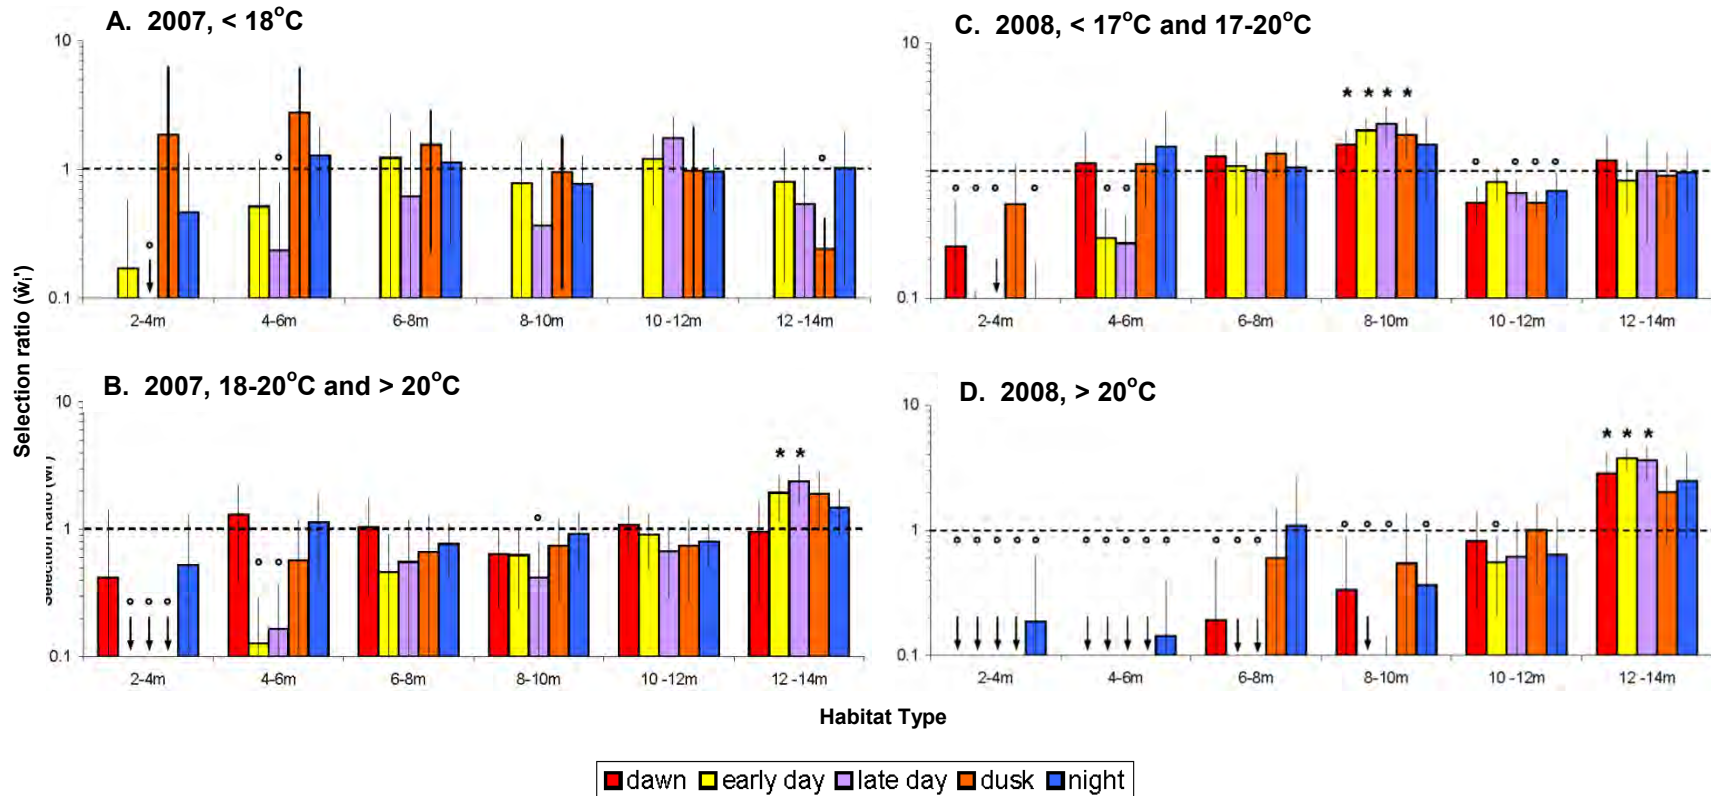 A. 2007, < 18°C
10
1
0.1
2-4m 4-6m 6-8m 8-10m 10 -12m 12 -14m
B. 2007, 18-20°C and > 20°C
10
1
0.1
2-4m 4-6m 6-8m 8-10m 10 -12m 12 -14m
C. 2008, < 17°C and 17-20°C
10
0.1
2-4m 4-6m 6-8m 8-10m 10 -12m 12 -14m
D. 2008, > 20°C
10
1
0.1
2-4m 4-6m 6-8m 8-10m 10 -12m 12 -14m
Selection ratio (ŵi')
Selection Ratio
Habitat Type
dawn early day late day dusk night